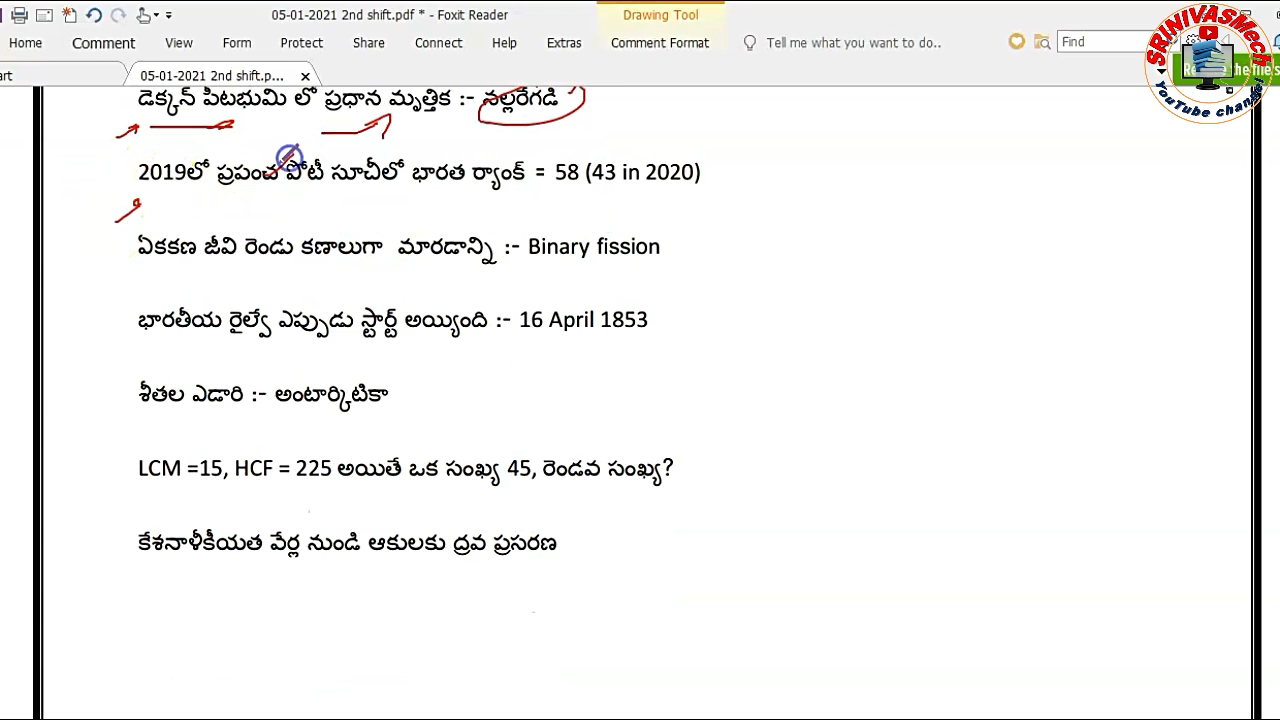 05-01-2021 2nd shift.pdf * - Foxit Reader
Drawing Tool
Home Comment View Form Protect Share Connect Help Extras Comment Format Tell me what you want to do.. Find
art 05-01-2021 2nd shift.p... ×
డెక్కన్ పీటభుమి లో ప్రధాన మృత్తిక :- నల్లరేగడి
2019లో ప్రపంచ పోటీ సూచీలో భారత ర్యాంక్ = 58 (43 in 2020)
ఏకకణ జీవి రెండు కణాలుగా మారడాన్ని :- Binary fission
భారతీయ రైల్వే ఎప్పుడు స్టార్ట్ అయ్యింది :- 16 April 1853
శీతల ఎడారి :- అంటార్కిటికా
LCM =15, HCF = 225 అయితే ఒక సంఖ్య 45, రెండవ సంఖ్య?
కేశనాళీకీయత వేర్ల నుండి ఆకులకు ద్రవ ప్రసరణ
SRINIVASMech
YouTube channel